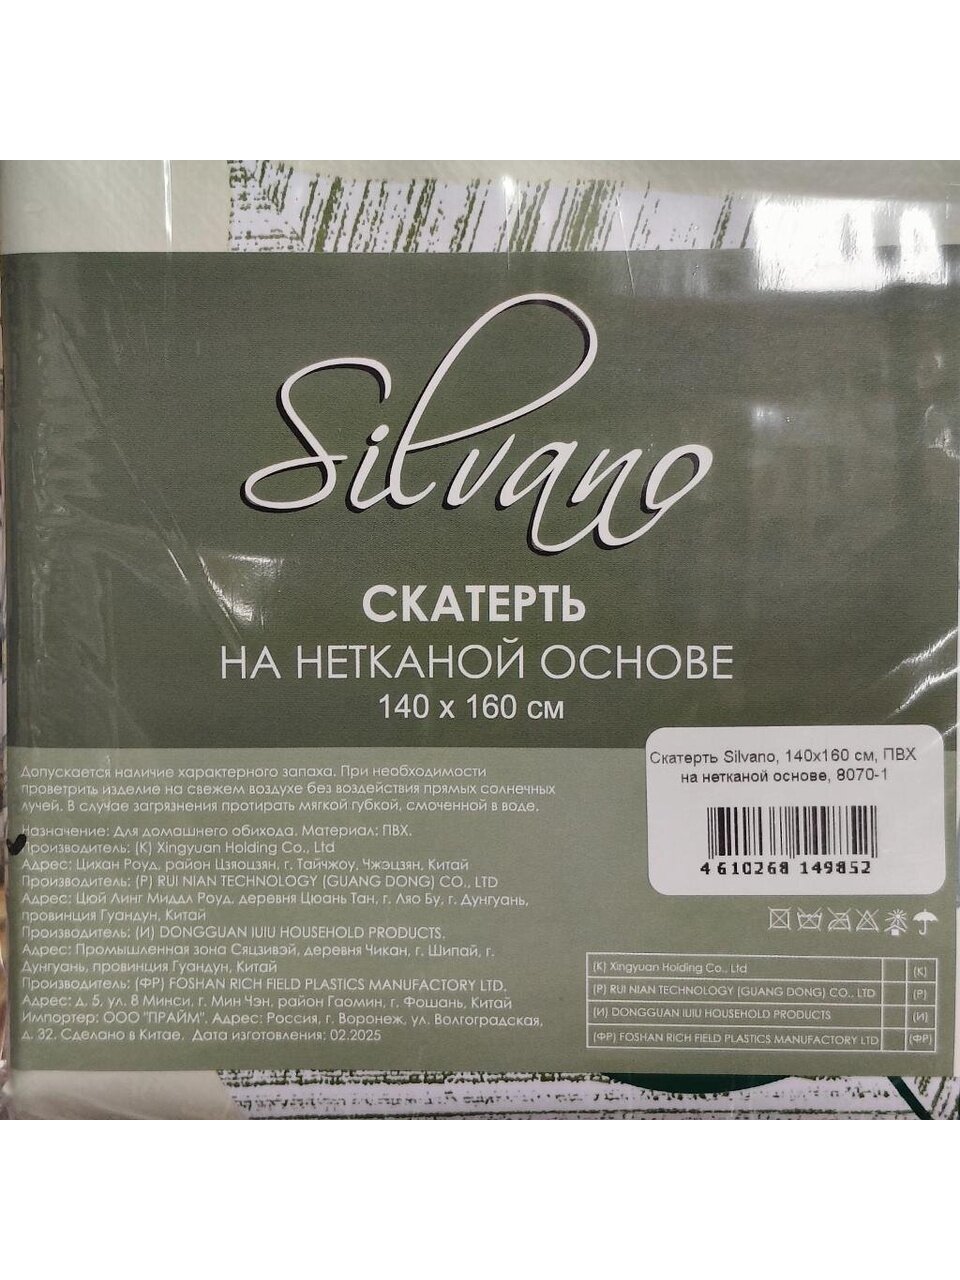 Silvano
СКАТЕРТЬ
НА НЕТКАНОЙ ОСНОВЕ
140 х 160 см
Допускается наличие характерного запаха. При необходимости
проветрить изделие на свежем воздухе без воздействия прямых солнечных
лучей. В случае загрязнения протирать мягкой губкой, смоченной в воде.
Назначение: Для домашнего обихода. Материал: ПВХ.
Производитель: (К) Xingyuan Holding Co., Ltd
Адрес: Цихан Роуд, район Цзяоцзян, г. Тайчжоу, Чжэцзян, Китай
Производитель: (Р) RUI NIAN TECHNOLOGY (GUANG DONG) CO., LTD
Адрес: Цюй Линг Миддл Роуд, деревня Цюань Тан, г. Ляо Бу, г. Дунгуань,
провинция Гуандун, Китай
Производитель: (И) DONGGUAN IUIU HOUSEHOLD PRODUCTS.
Адрес: Промышленная зона Сяцзивэй, деревня Чикан, г. Шипай, г.
Дунгуань, провинция Гуандун, Китай
Производитель: (ФР) FOSHAN RICH FIELD PLASTICS MANUFACTORY LTD.
Адрес: д. 5, ул. 8 Минси, г. Мин Чэн, район Гаомин, г. Фошань, Китай
Импортер: ООО "ПРАЙМ". Адрес: Россия, г. Воронеж, ул. Волгоградская,
д. 32. Сделано в Китае. Дата изготовления: 02.2025
Скатерть Silvano, 140х160 см, ПВХ
на нетканой основе, 8070-1
4 610268 149852
(К) Xingyuan Holding Co., Ltd (К)
(Р) RUI NIAN TECHNOLOGY (GUANG DONG) CO., LTD (Р)
(И) DONGGUAN IUIU HOUSEHOLD PRODUCTS (И)
(ФР) FOSHAN RICH FIELD PLASTICS MANUFACTORY LTD (ФР)